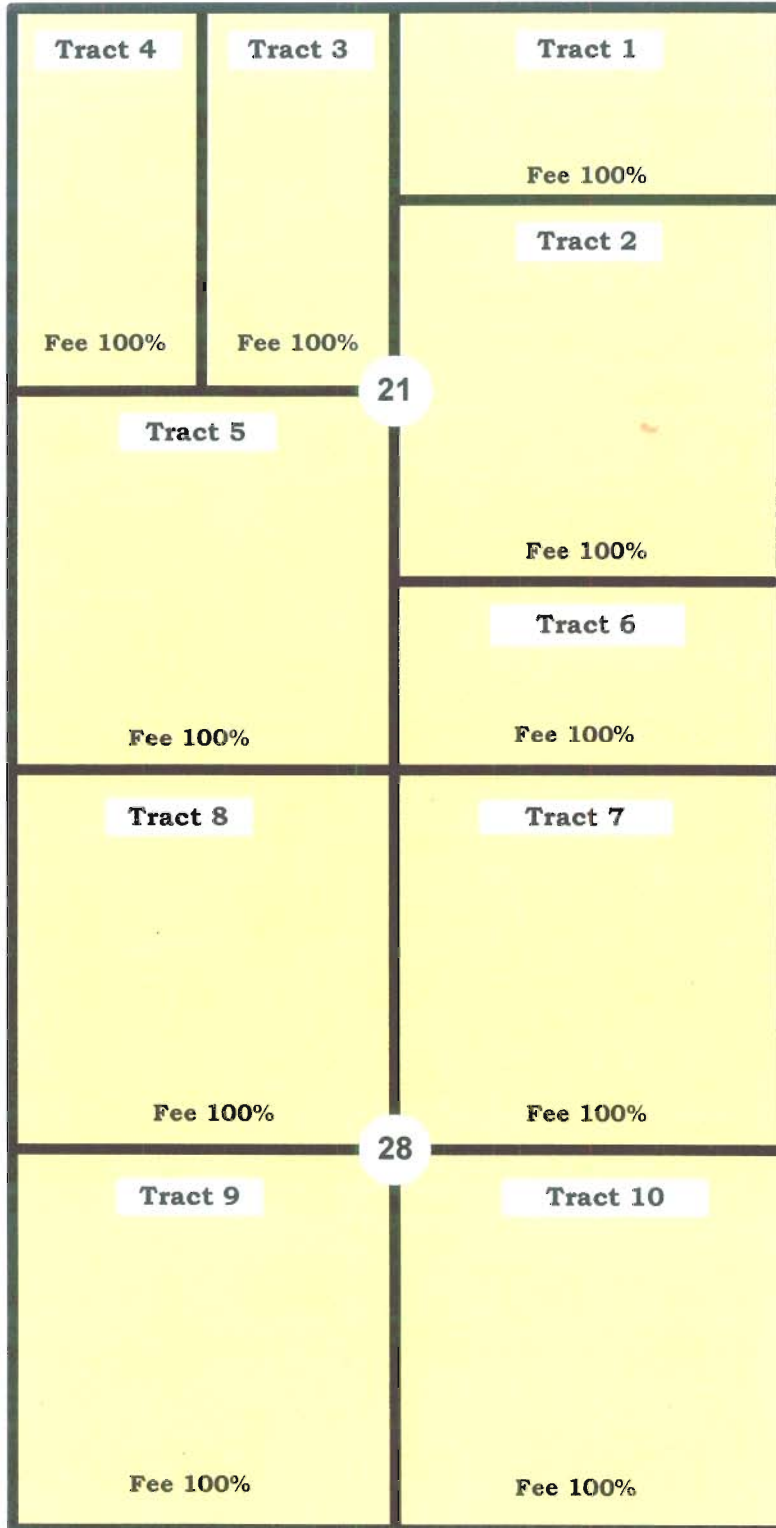 Tract 4
Tract 3
Tract 1
Fee 100%
Tract 2
Fee 100%
Fee 100%
21
Tract 5
Fee 100%
Tract 6
Fee 100%
Fee 100%
Tract 8
Tract 7
Fee 100%
Fee 100%
28
Tract 9
Tract 10
Fee 100%
Fee 100%